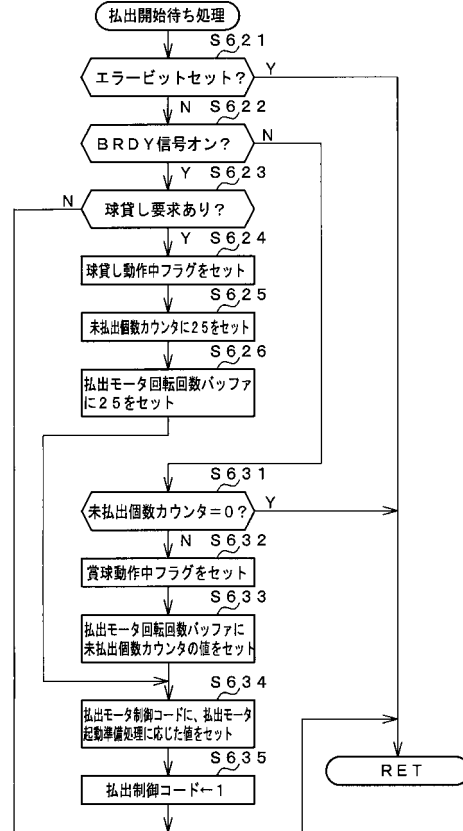 払出開始待ち処理
S621
エラービットセット？
Y
N
S622
BRDY信号オン？
N
Y
S623
N
球貸し要求あり？
Y
S624
球貸し動作中フラグをセット
S625
未払出個数カウンタに25をセット
S626
払出モータ回転回数バッファ
に25をセット
S631
未払出個数カウンタ＝0？
Y
N
S632
賞球動作中フラグをセット
S633
払出モータ回転回数バッファに
未払出個数カウンタの値をセット
S634
払出モータ制御コードに、払出モータ
起動準備処理に応じた値をセット
S635
払出制御コード←1
RET